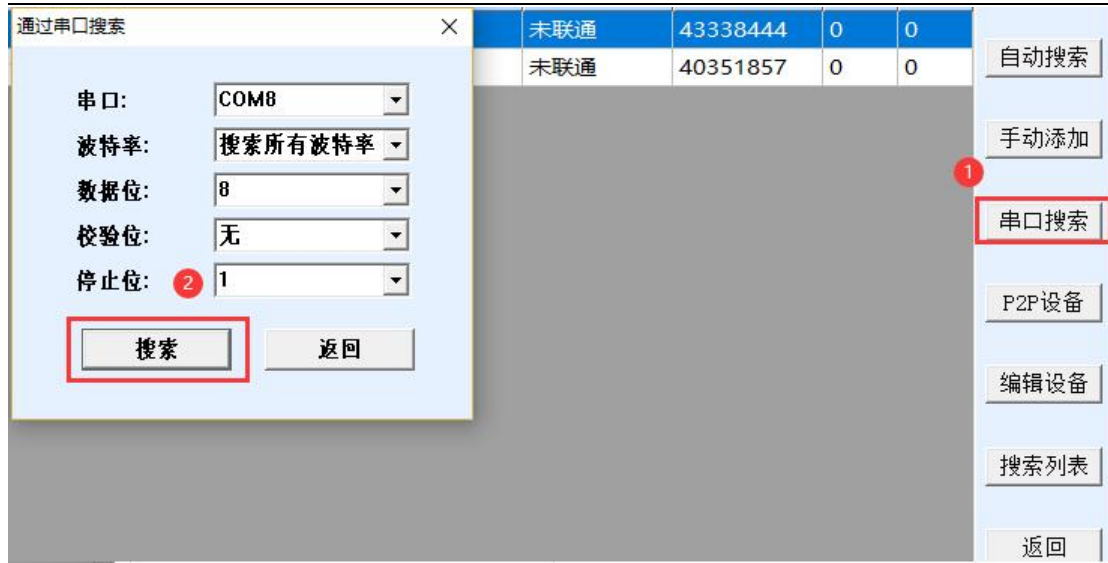 通过串口搜索
未联通 43338444 0 0
未联通 40351857 0 0
串口: COM8
波特率: 搜索所有波特率
数据位: 8
校验位: 无
停止位: 2 1
搜索 返回
自动搜索
手动添加
1
串口搜索
P2P设备
编辑设备
搜索列表
返回